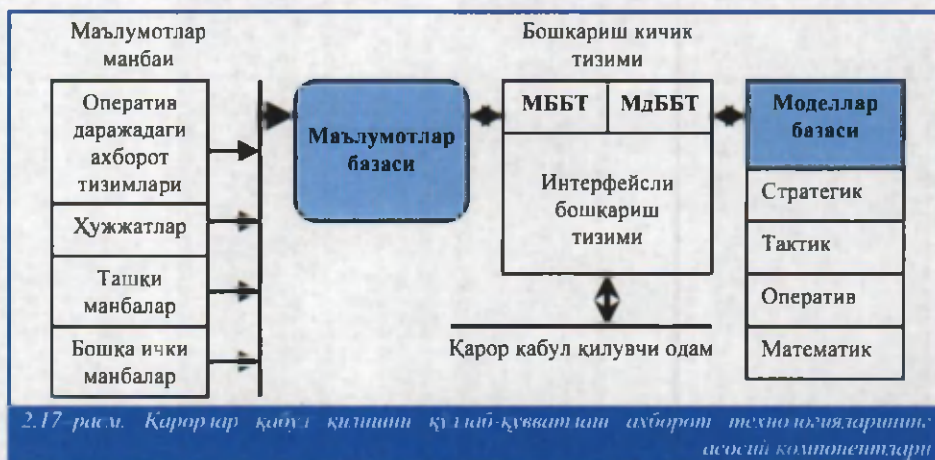 Маълумотлар
манбаи
Оператив
даражадаги
ахборот
тизимлари
Ҳужжатлар
Ташқи
манбалар
Бошқа ички
манбалар
Маълумотлар
базаси
Бошқариш кичик
тизими
МББТ
МдББТ
Интерфейсли
бошқариш
тизими
Қарор қабул қилувчи одам
Моделлар
базаси
Стратегик
Тактик
Оператив
Математик
2.17-расм. Қарорлар қабул қилишни қўллаб-қувватлаш ахборот технологияларининг
асосий компонентлари